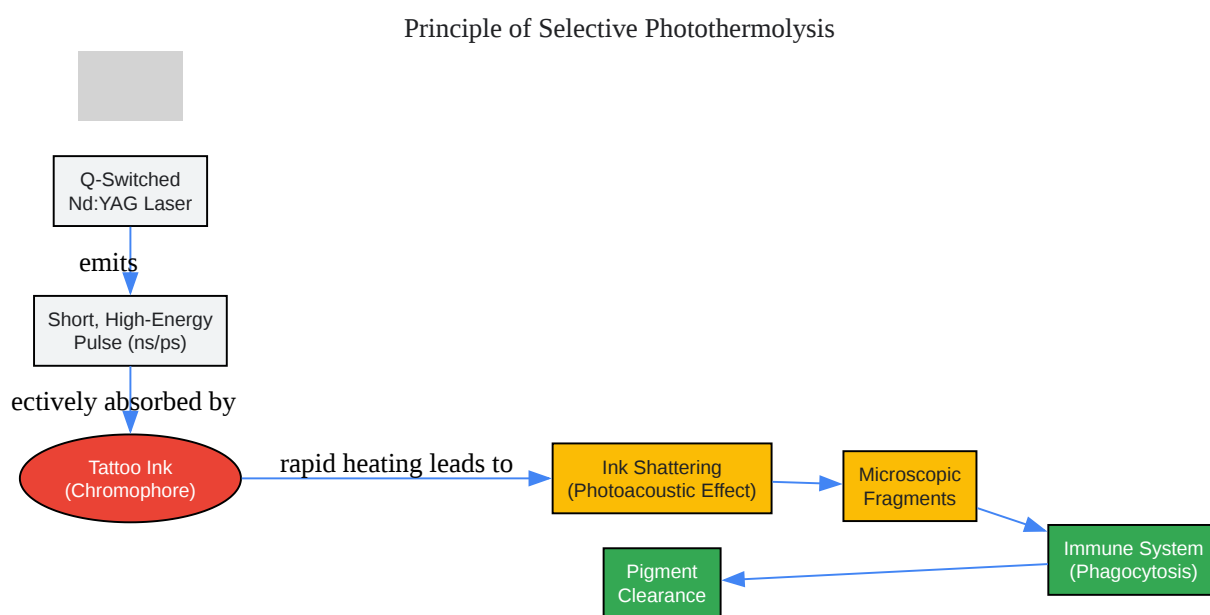 Principle of Selective Photothermolysis
Q-Switched
Nd:YAG Laser
emits
Short, High-Energy
Pulse (ns/ps)
ectively absorbed by
Tattoo Ink
(Chromophore)
rapid heating leads to
Ink Shattering
(Photoacoustic Effect)
Microscopic
Fragments
Immune System
(Phagocytosis)
Pigment
Clearance